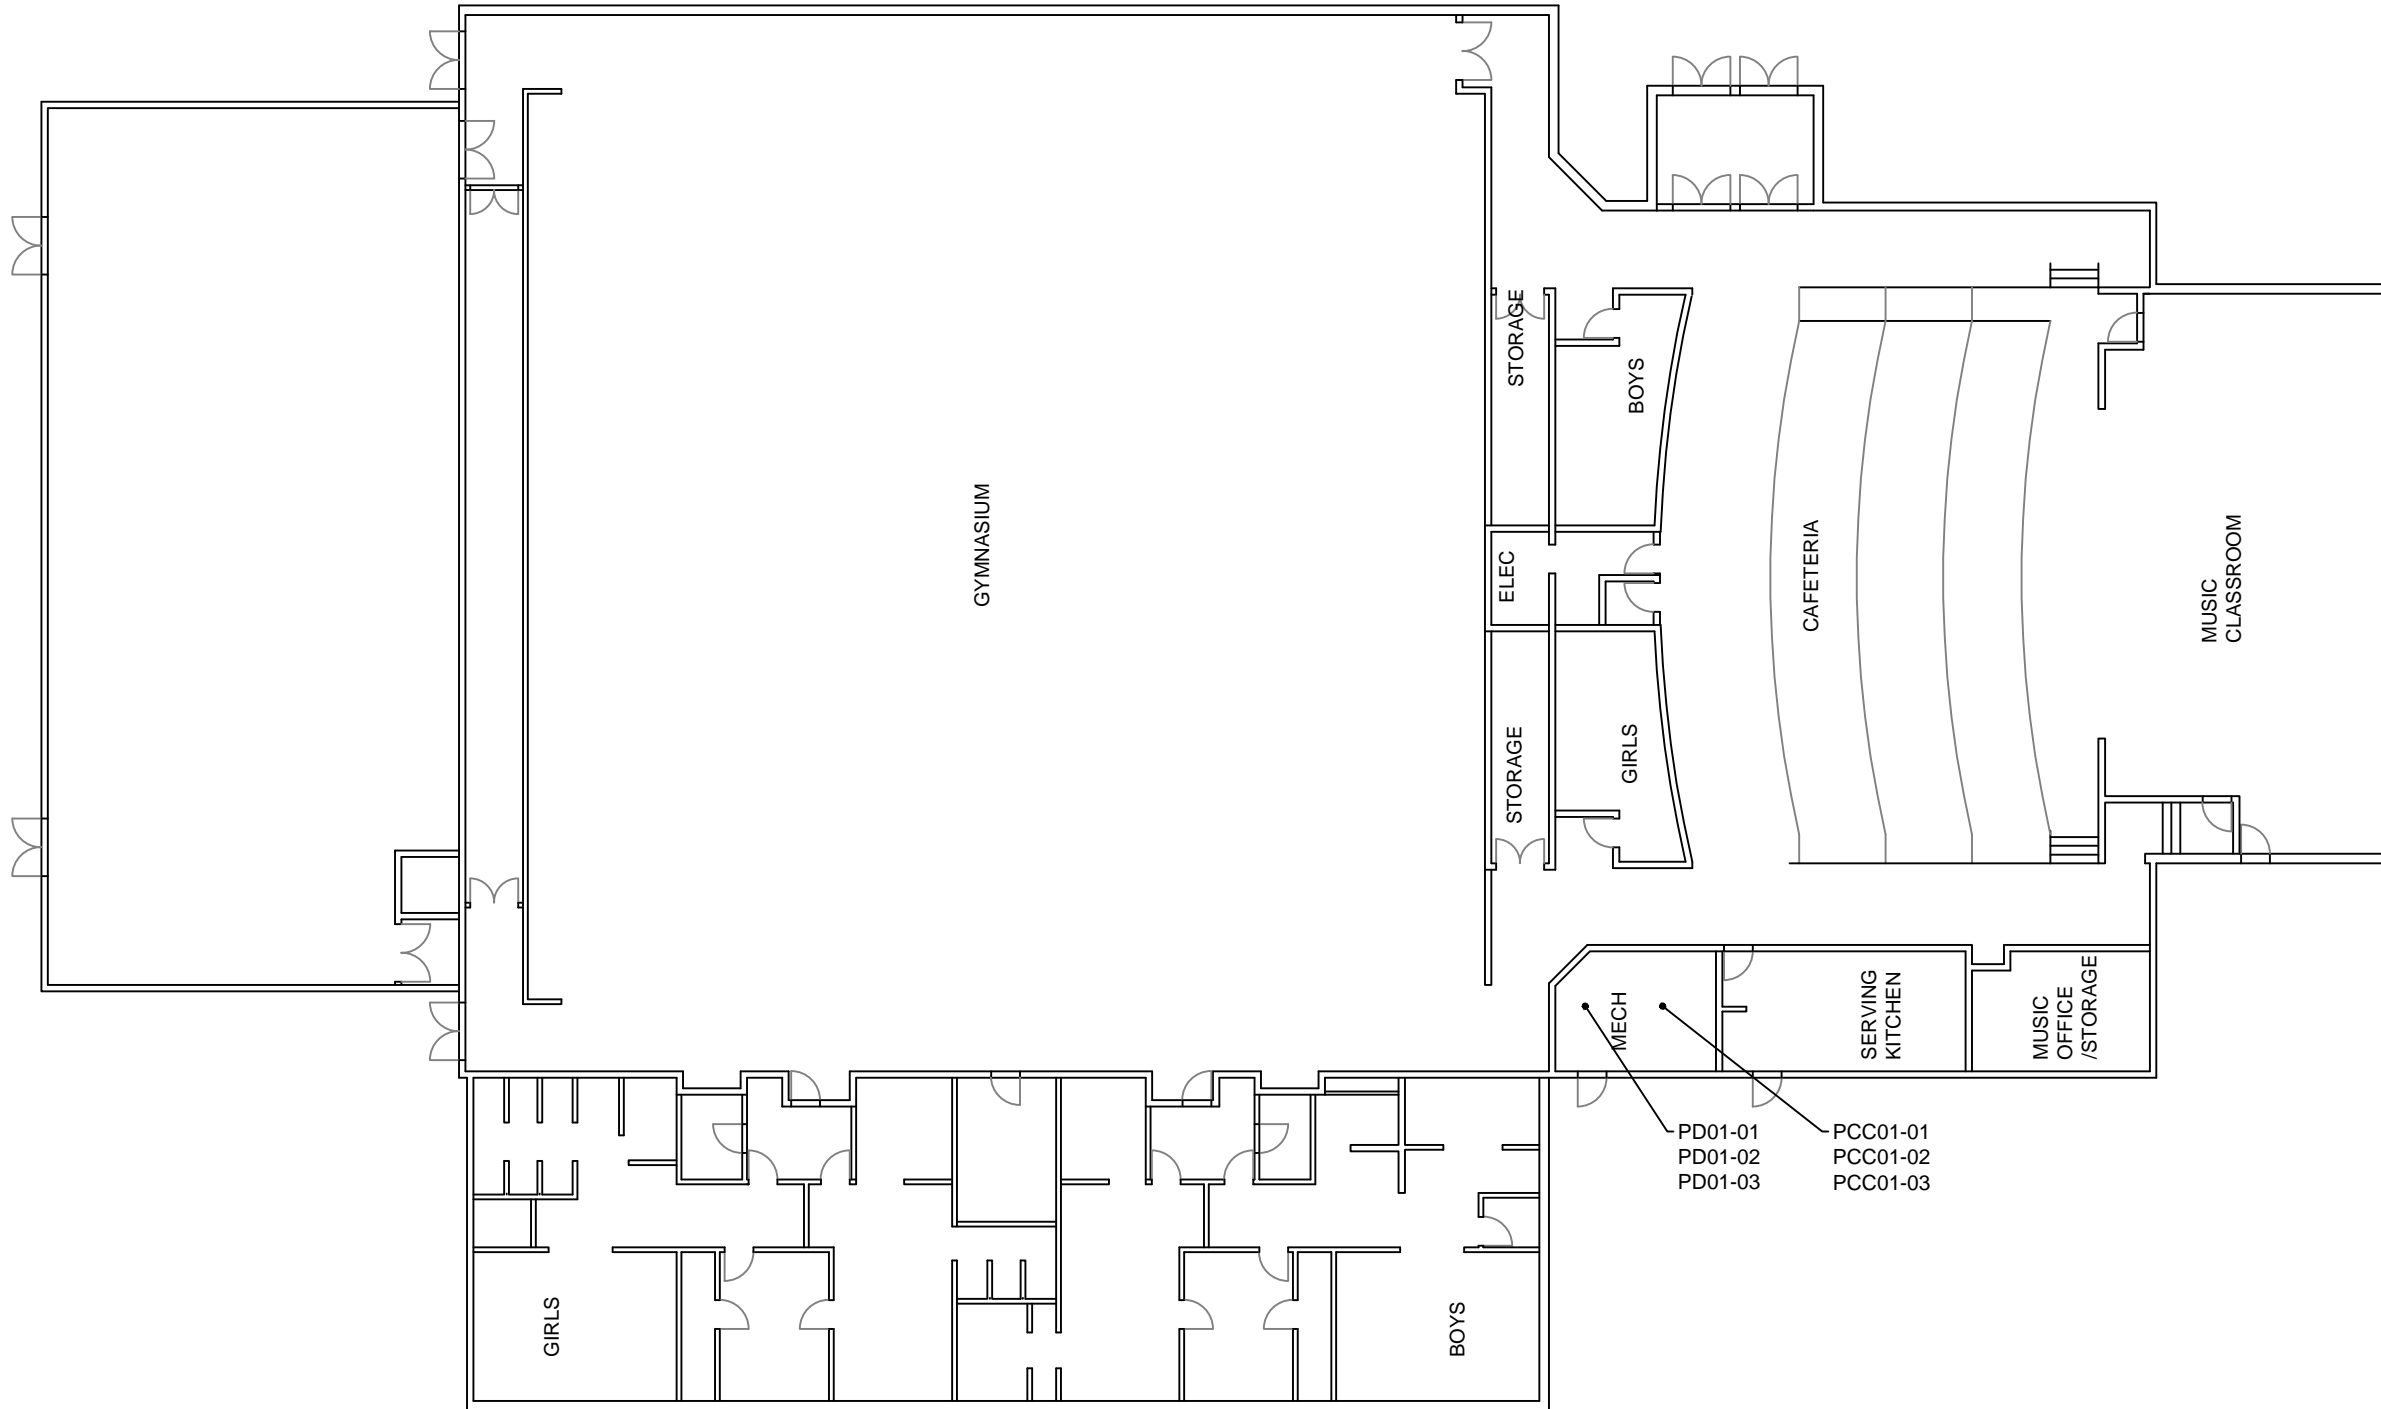 STORAGE
BOYS
GYMNASIUM
ELEC
CAFETERIA
MUSIC
CLASSROOM
STORAGE
GIRLS
MECH
SERVING
KITCHEN
MUSIC
OFFICE
/STORAGE
PD01-01
PD01-02
PD01-03
PCC01-01
PCC01-02
PCC01-03
GIRLS
BOYS